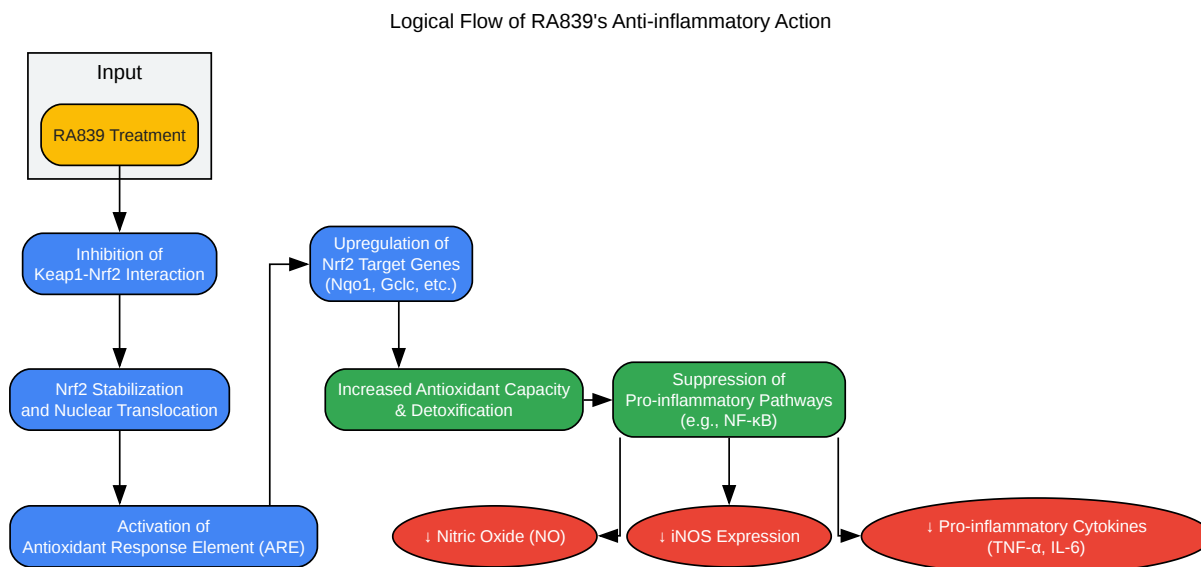 Logical Flow of RA839's Anti-inflammatory Action
Input
RA839 Treatment
Inhibition of
Keap1-Nrf2 Interaction
Nrf2 Stabilization
and Nuclear Translocation
Activation of
Antioxidant Response Element (ARE)
Upregulation of
Nrf2 Target Genes
(Nqo1, Gclc, etc.)
Increased Antioxidant Capacity
& Detoxification
Suppression of
Pro-inflammatory Pathways
(e.g., NF-κB)
↓ Nitric Oxide (NO)
↓ iNOS Expression
↓ Pro-inflammatory Cytokines
(TNF-α, IL-6)